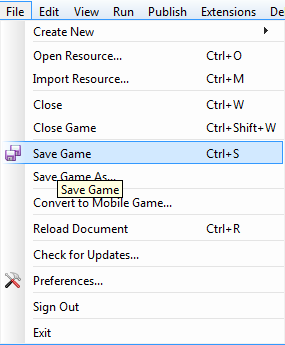 File Edit View Run Publish Extensions De
Create New
Open Resource... Ctrl+O
Import Resource... Ctrl+M
Close Ctrl+W
Close Game Ctrl+Shift+W
Save Game Ctrl+S
Save Game As...
Save Game
Convert to Mobile Game...
Reload Document Ctrl+R
Check for Updates...
Preferences...
Sign Out
Exit